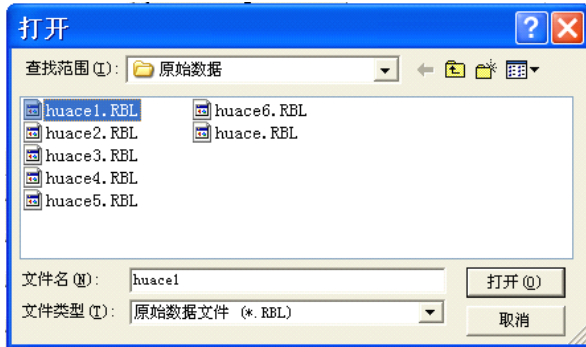 打开
查找范围(I): 原始数据
huace1.RBL
huace2.RBL
huace3.RBL
huace4.RBL
huace5.RBL
huace6.RBL
huace.RBL
文件名(N): huace1
打开(O)
文件类型(T): 原始数据文件 (*.RBL)
取消